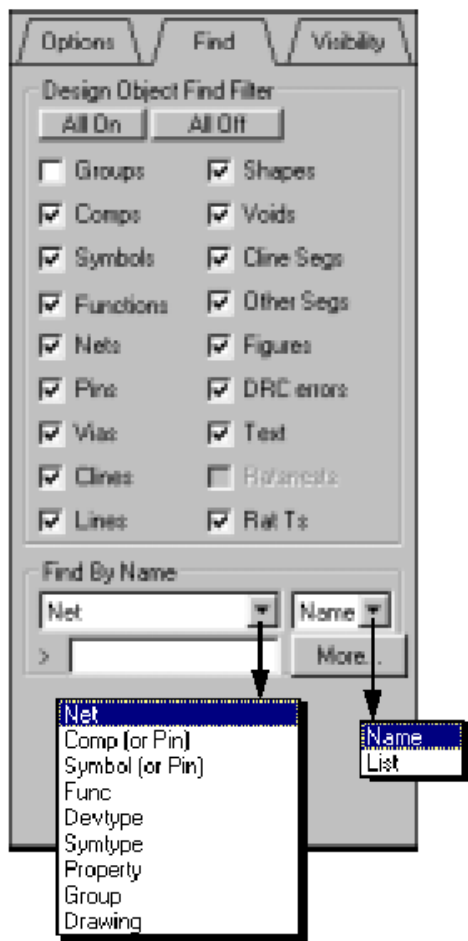 Options Find Visibility
Design Object Find Filter
All On All Off
Groups Shapes
Comps Voids
Symbols Cline Segs
Functions Other Segs
Nets Figures
Pins DRC errors
Vias Text
Clines Ratsnests
Lines Rat Ts
Find By Name
Net Name
> More...
Net
Comp (or Pin)
Symbol (or Pin)
Func
Devtype
Symtype
Property
Group
Drawing
Name
List